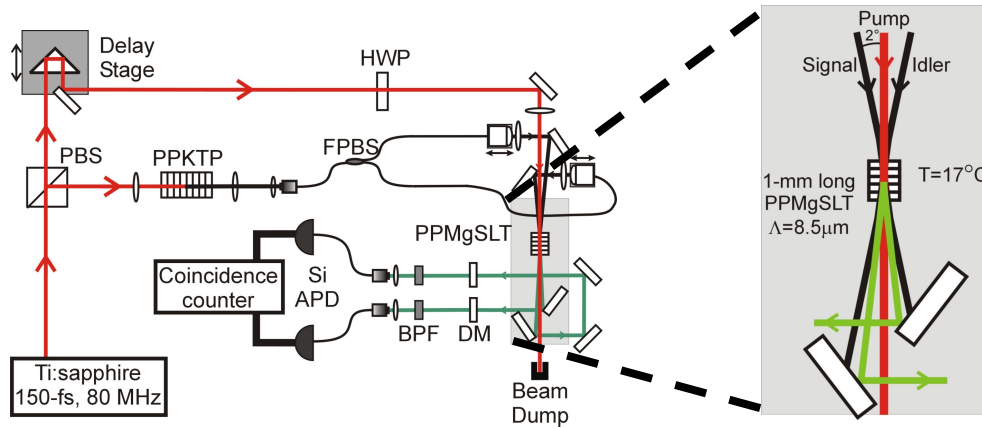 Delay
Stage
HWP
PBS
PPKTP
FPBS
PPMgSLT
Coincidence
counter
Si
APD
BPF
DM
Ti:sapphire
150-fs, 80 MHz
Beam
Dump
Pump
2°
Signal
Idler
1-mm long
PPMgSLT
Λ=8.5μm
T=17°C